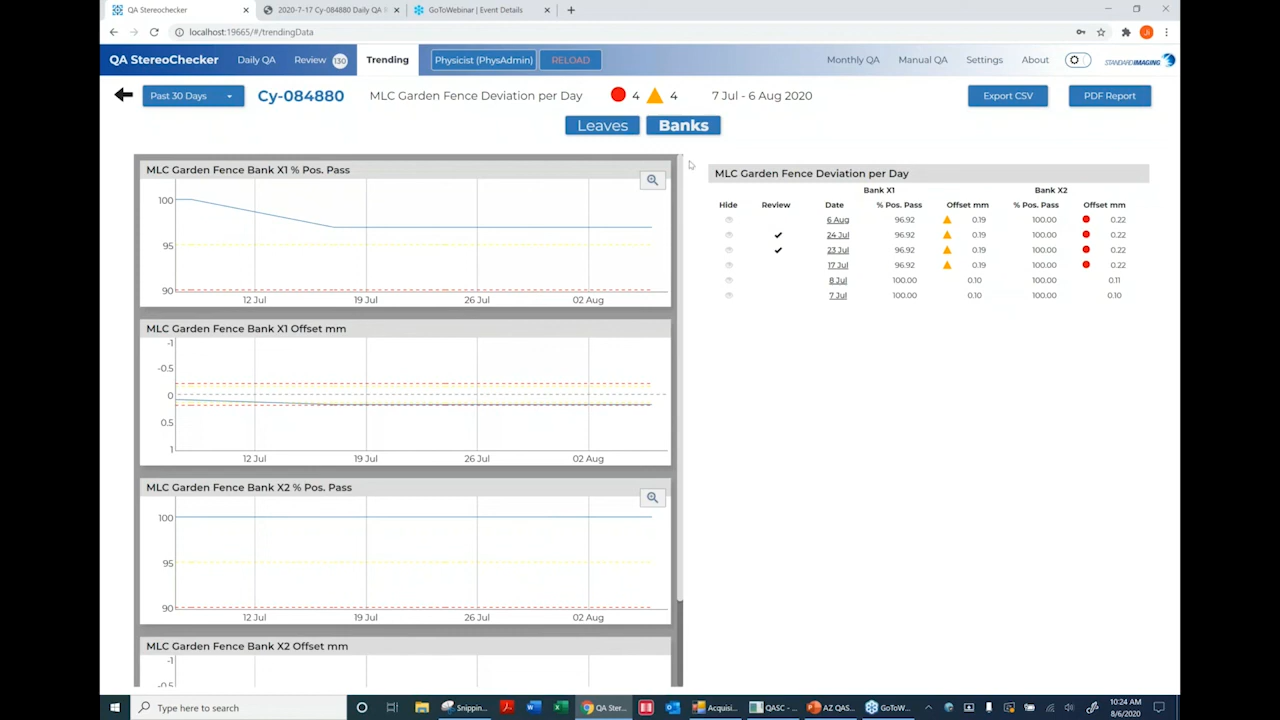 QA Stereochecker
2020-7-17 Cy-084880 Daily QA
GoToWebinar | Event Details
localhost:19665/#/trendingData
QA StereoChecker
Daily QA
Review 130
Trending
Physicist (PhysAdmin)
RELOAD
Monthly QA
Manual QA
Settings
About
STANDARD IMAGING
Past 30 Days
Cy-084880
MLC Garden Fence Deviation per Day
4
4
7 Jul - 6 Aug 2020
Export CSV
PDF Report
Leaves
Banks
MLC Garden Fence Bank X1 % Pos. Pass
100
95
90
12 Jul 19 Jul 26 Jul 02 Aug
MLC Garden Fence Bank X1 Offset mm
-1
-0.5
0
0.5
1
12 Jul 19 Jul 26 Jul 02 Aug
MLC Garden Fence Bank X2 % Pos. Pass
100
95
90
12 Jul 19 Jul 26 Jul 02 Aug
MLC Garden Fence Bank X2 Offset mm
-1
-0.5
MLC Garden Fence Deviation per Day
Bank X1 Bank X2
Hide Review Date % Pos. Pass Offset mm % Pos. Pass Offset mm
6 Aug 96.92 0.19 100.00 0.22
24 Jul 96.92 0.19 100.00 0.22
23 Jul 96.92 0.19 100.00 0.22
17 Jul 96.92 0.19 100.00 0.22
8 Jul 100.00 0.10 100.00 0.11
7 Jul 100.00 0.10 100.00 0.10
Type here to search
Snippin...
QA Ster...
Acquisi...
QASC - ...
AZ QAS...
GoToW...
10:24 AM
8/6/2020